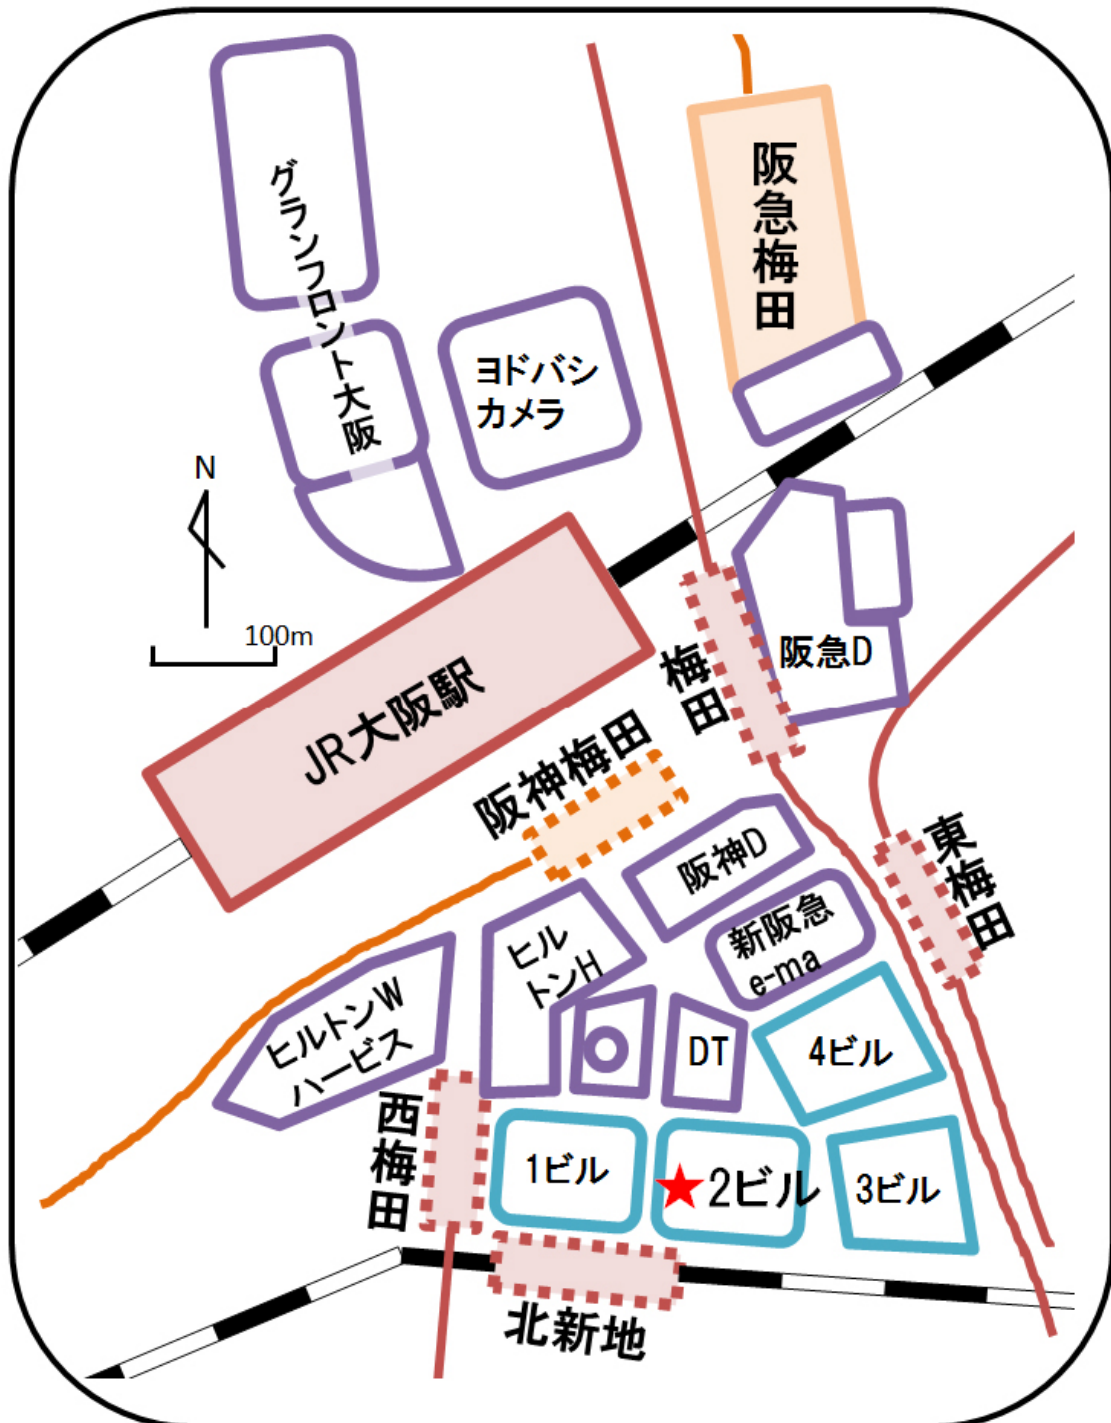 グランフロント大阪
阪急梅田
ヨドバシ
カメラ
N
100m
JR大阪駅
梅田
阪急D
阪神梅田
阪神D
東梅田
新阪急
e-ma
ヒル
トンH
ヒルトンW
ハービス
DT
4ビル
西梅田
1ビル
★2ビル
3ビル
北新地